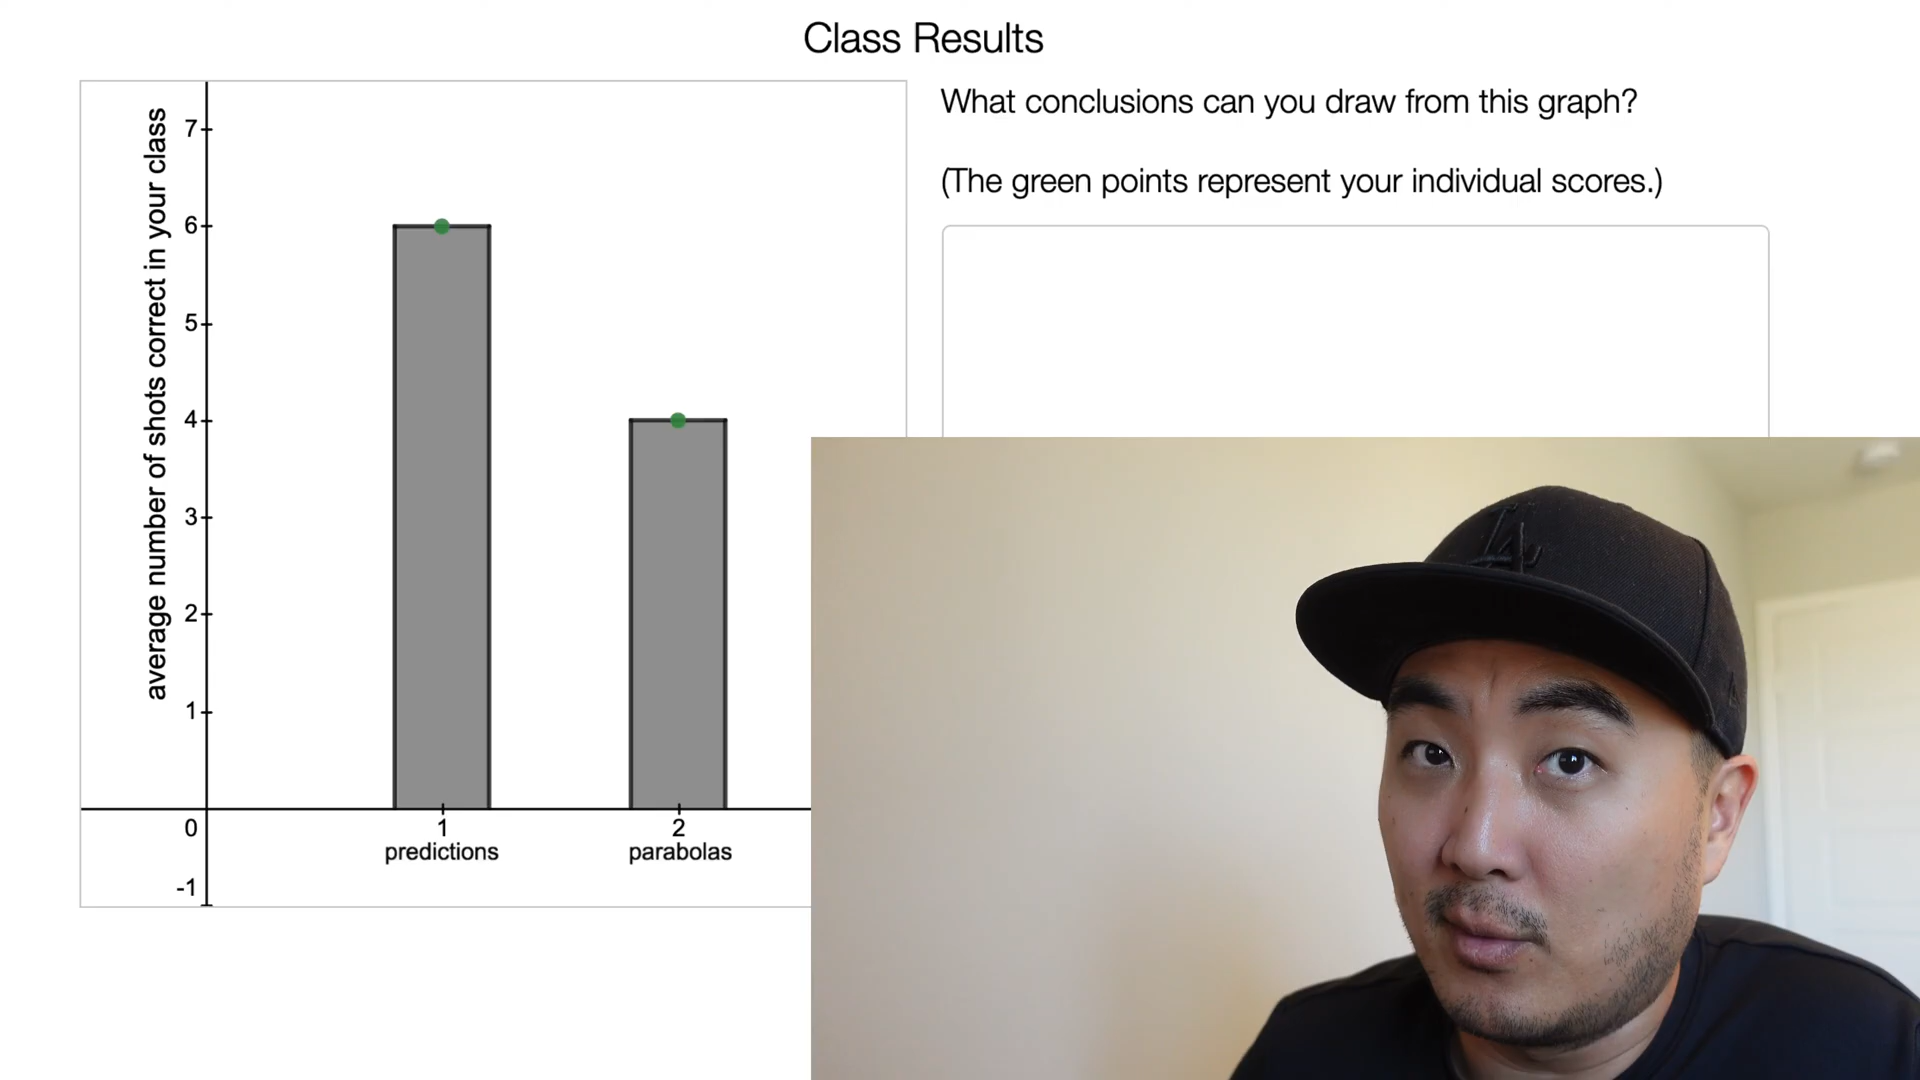 Class Results
average number of shots correct in your class
7
6
5
4
3
2
1
0
-1
1
predictions
2
parabolas
What conclusions can you draw from this graph?
(The green points represent your individual scores.)
LA